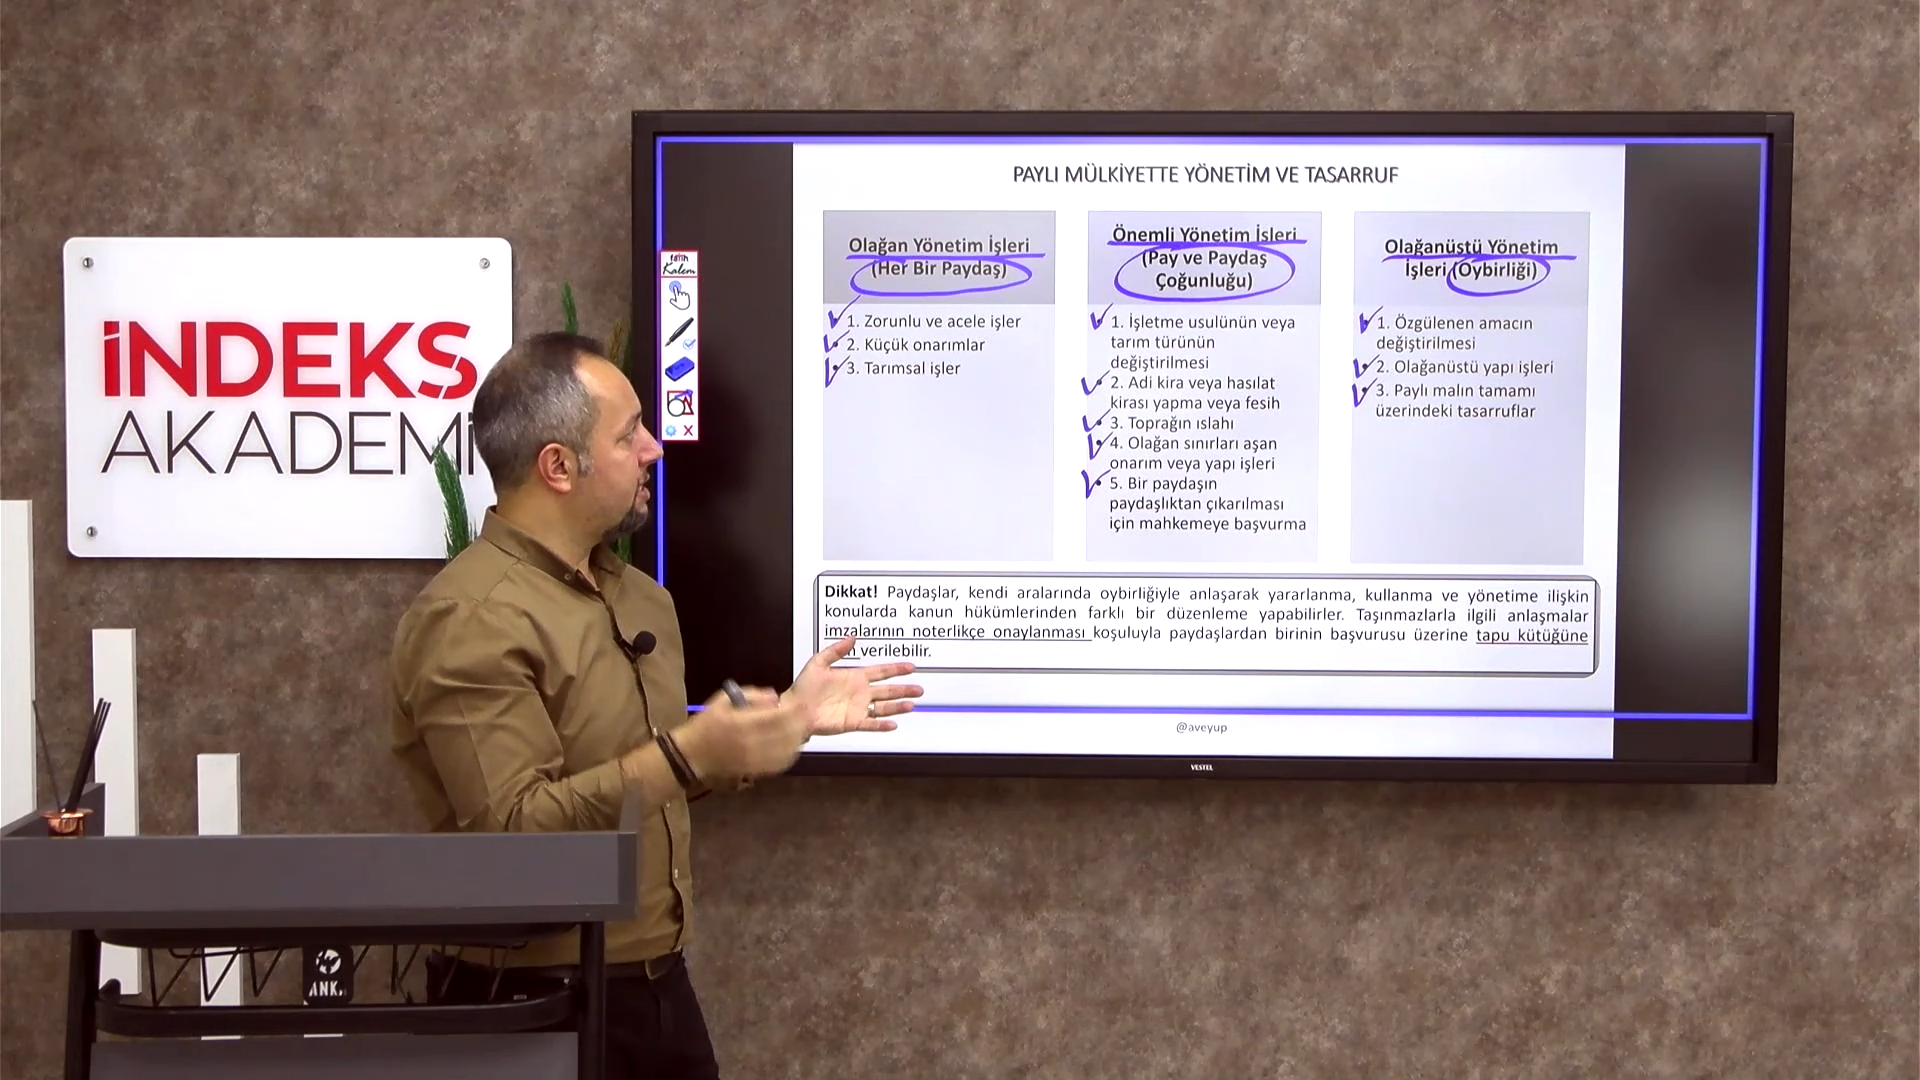 İNDEKS
AKADEMİ
fatih
Kalem
PAYLI MÜLKİYETTE YÖNETİM VE TASARRUF
Olağan Yönetim İşleri
(Her Bir Paydaş)
1. Zorunlu ve acele işler
2. Küçük onarımlar
3. Tarımsal işler
Önemli Yönetim İşleri
(Pay ve Paydaş
Çoğunluğu)
1. İşletme usulünün veya
tarım türünün
değiştirilmesi
2. Adi kira veya hasılat
kirası yapma veya fesih
3. Toprağın ıslahı
4. Olağan sınırları aşan
onarım veya yapı işleri
5. Bir paydaşın
paydaşlıktan çıkarılması
için mahkemeye başvurma
Olağanüstü Yönetim
İşleri (Oybirliği)
1. Özgülenen amacın
değiştirilmesi
2. Olağanüstü yapı işleri
3. Paylı malın tamamı
üzerindeki tasarruflar
Dikkat! Paydaşlar, kendi aralarında oybirliğiyle anlaşarak yararlanma, kullanma ve yönetime ilişkin
konularda kanun hükümlerinden farklı bir düzenleme yapabilirler. Taşınmazlarla ilgili anlaşmalar
imzalarının noterlikçe onaylanması koşuluyla paydaşlardan birinin başvurusu üzerine tapu kütüğüne
verilebilir.
@aveyup
VESTEL